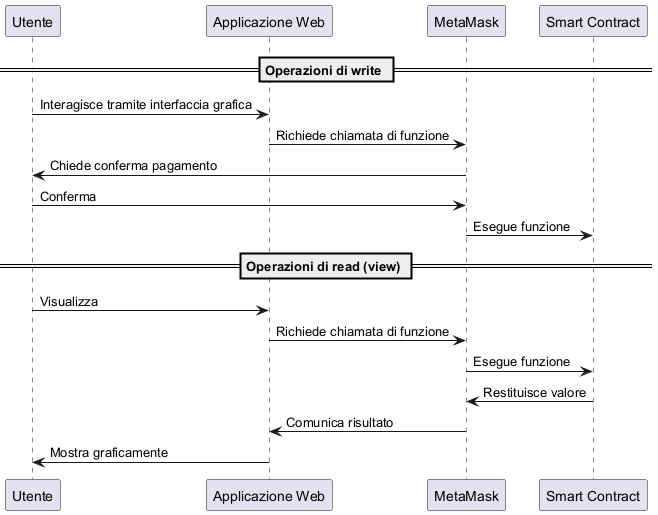 Utente Applicazione Web MetaMask Smart Contract
Operazioni di write
Interagisce tramite interfaccia grafica
Richiede chiamata di funzione
Chiede conferma pagamento
Conferma
Esegue funzione
Operazioni di read (view)
Visualizza
Richiede chiamata di funzione
Esegue funzione
Restituisce valore
Comunica risultato
Mostra graficamente
Utente Applicazione Web MetaMask Smart Contract